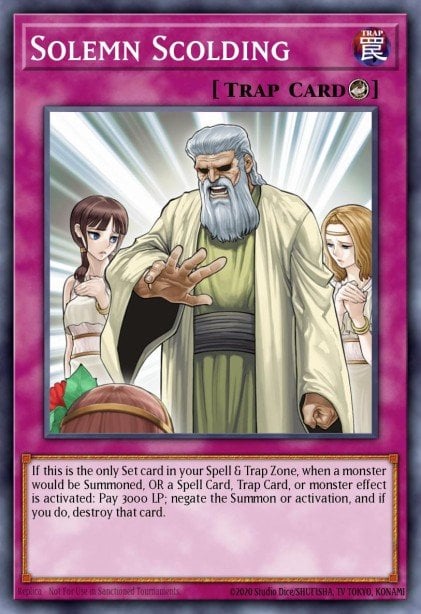 Solemn Scolding
TRAP
罠
[Trap Card]
If this is the only Set card in your Spell & Trap Zone, when a monster
would be Summoned, OR a Spell Card, Trap Card, or monster effect
is activated: Pay 3000 LP; negate the Summon or activation, and if
you do, destroy that card.
Replica - Not For Use in Sanctioned Tournaments
©2020 Studio Dice/SHUEISHA, TV TOKYO, KONAMI